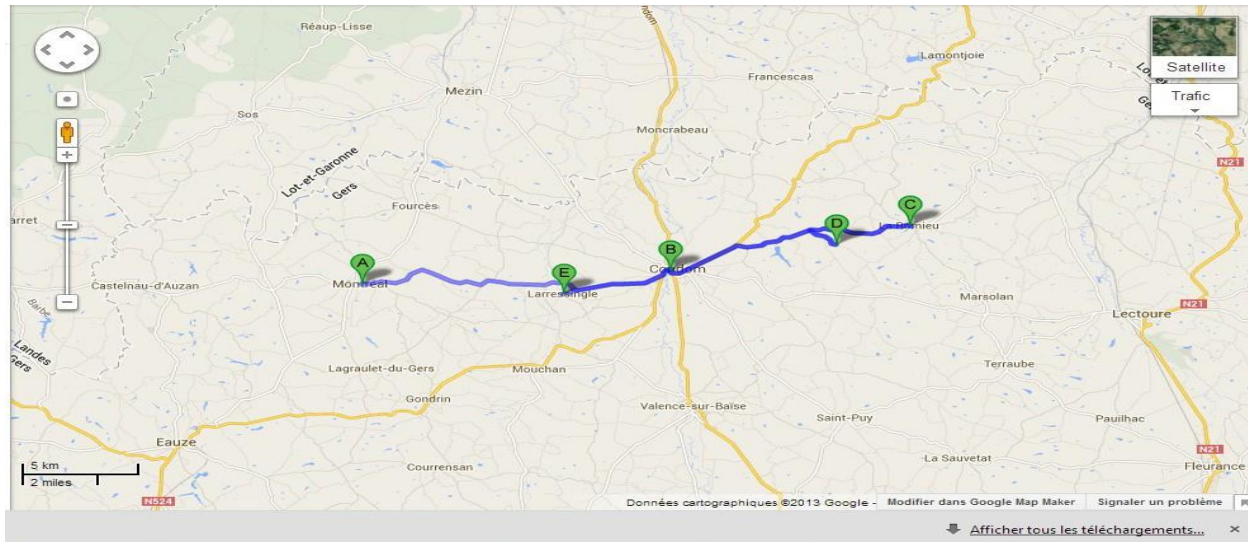 Réaup-Lisse
Lamontjoie
Satellite
Francescas
Mezin
Trafic
Sos
Moncrabeau
Lot-et-Garonne
Gers
N21
Fourcès
C
La Romieu
D
B
A
E
Condom
Montréal
Castelnau-d'Auzan
Larressingle
Marsolan
Barbe
N21
Lectoure
Landes
Gers
Lagraulet-du-Gers
Mouchan
Terraube
Gondrin
Valence-sur-Baïse
Saint-Puy
Pauilhac
Eauze
N21
5 km
Courrensan
La Sauvetat
Fleurance
2 miles
N524
Données cartographiques ©2013 Google - Modifier dans Google Map Maker Signaler un problème
Afficher tous les téléchargements... ×